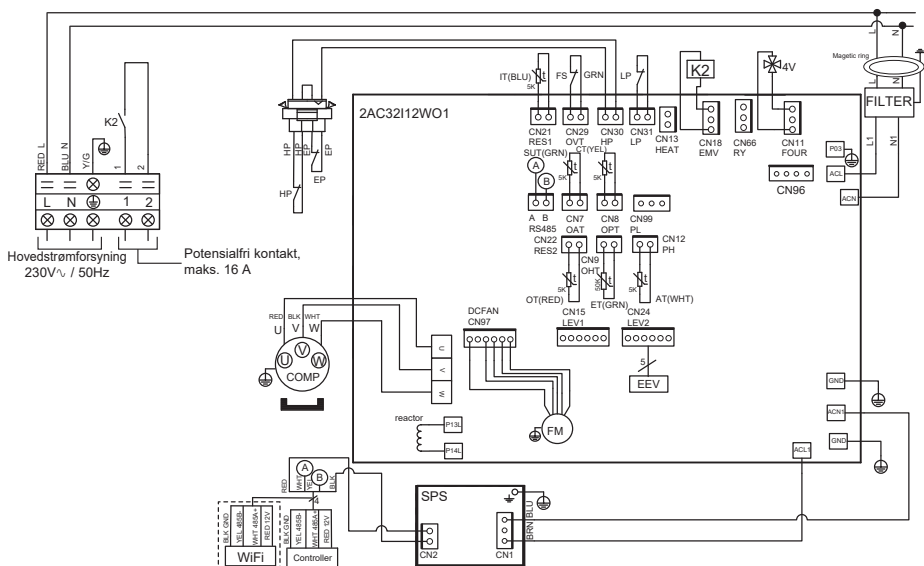 RED L
BLU N
Y/G
K2
1
2
L N 1 2
Hovedstrømforsyning
230V∿ / 50Hz
Potensialfri kontakt,
maks. 16 A
HP
HP
EP
EP
HP
EP
2AC32I12WO1
IT(BLU)
5K
t
FS
GRN
LP
K2
4V
L
N
Magetic ring
L
N
FILTER
L1
N1
CN21
RES1
CN29
OVT
CN30
HP
CN31
LP
CN13
HEAT
CN18
EMV
CN66
RY
CN11
FOUR
P03
ACL
ACN
CN96
SUT(GRN)
CT(YEL)
A
B
5K
t
5K
t
A B
RS485
CN7
OAT
CN8
OPT
CN99
PL
CN22
RES2
CN9
OHT
CN12
PH
5K
t
50K
t
5K
t
OT(RED)
ET(GRN)
AT(WHT)
CN15
LEV1
CN24
LEV2
5
EEV
DCFAN
CN97
FM
RED BLK WHT
U V W
U
V
W
COMP
U
V
W
reactor
P13L
P14L
GND
ACN1
GND
ACL1
A
B
RED
WHT
YEL
BLK
4
BLK GND
YEL 485B-
WHT 485A+
RED 12V
WiFi
BLK GND
YEL 485B-
WHT 485A+
RED 12V
Controller
SPS
CN2
CN1
BLU
BRN